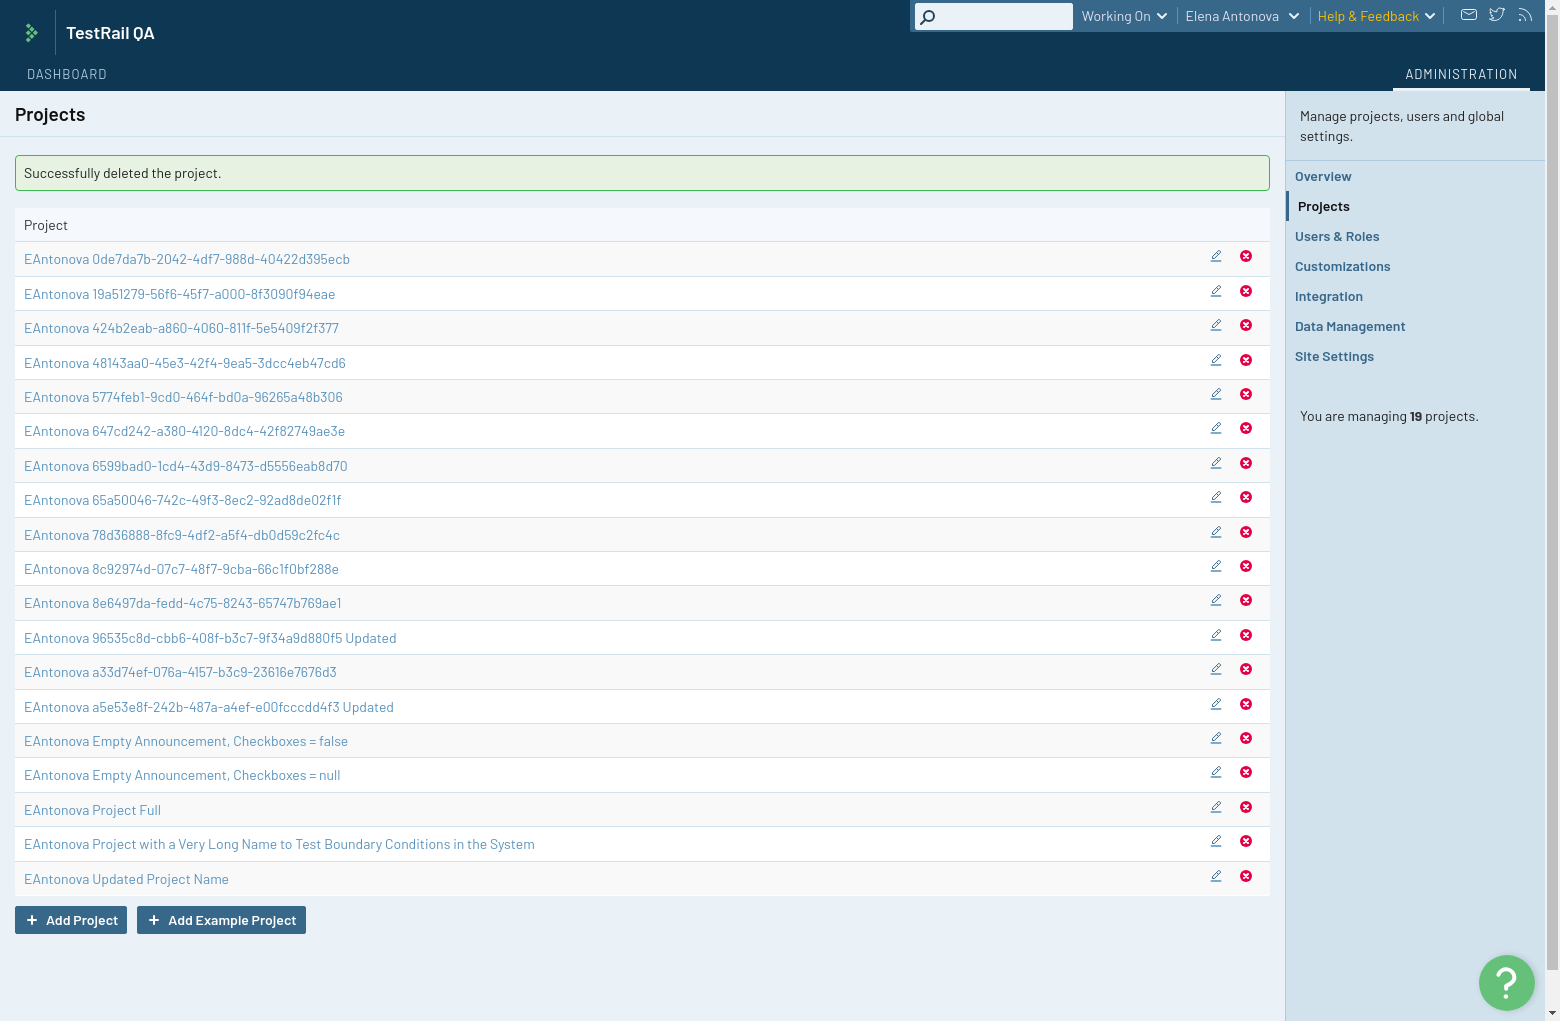 TestRail QA
Working On
Elena Antonova
Help & Feedback
DASHBOARD
ADMINISTRATION
Projects
Successfully deleted the project.
Project
EAntonova 0de7da7b-2042-4df7-988d-40422d395ecb
EAntonova 19a51279-56f6-45f7-a000-8f3090f94eae
EAntonova 424b2eab-a860-4060-811f-5e5409f2f377
EAntonova 48143aa0-45e3-42f4-9ea5-3dcc4eb47cd6
EAntonova 5774feb1-9cd0-464f-bd0a-96265a48b306
EAntonova 647cd242-a380-4120-8dc4-42f82749ae3e
EAntonova 6599bad0-1cd4-43d9-8473-d5556eab8d70
EAntonova 65a50046-742c-49f3-8ec2-92ad8de02f1f
EAntonova 78d36888-8fc9-4df2-a5f4-db0d59c2fc4c
EAntonova 8c92974d-07c7-48f7-9cba-66c1f0bf288e
EAntonova 8e6497da-fedd-4c75-8243-65747b769ae1
EAntonova 96535c8d-cbb6-408f-b3c7-9f34a9d880f5 Updated
EAntonova a33d74ef-076a-4157-b3c9-23616e7676d3
EAntonova a5e53e8f-242b-487a-a4ef-e00fcccdd4f3 Updated
EAntonova Empty Announcement, Checkboxes = false
EAntonova Empty Announcement, Checkboxes = null
EAntonova Project Full
EAntonova Project with a Very Long Name to Test Boundary Conditions in the System
EAntonova Updated Project Name
+ Add Project
+ Add Example Project
Manage projects, users and global
settings.
Overview
Projects
Users & Roles
Customizations
Integration
Data Management
Site Settings
You are managing 19 projects.
?